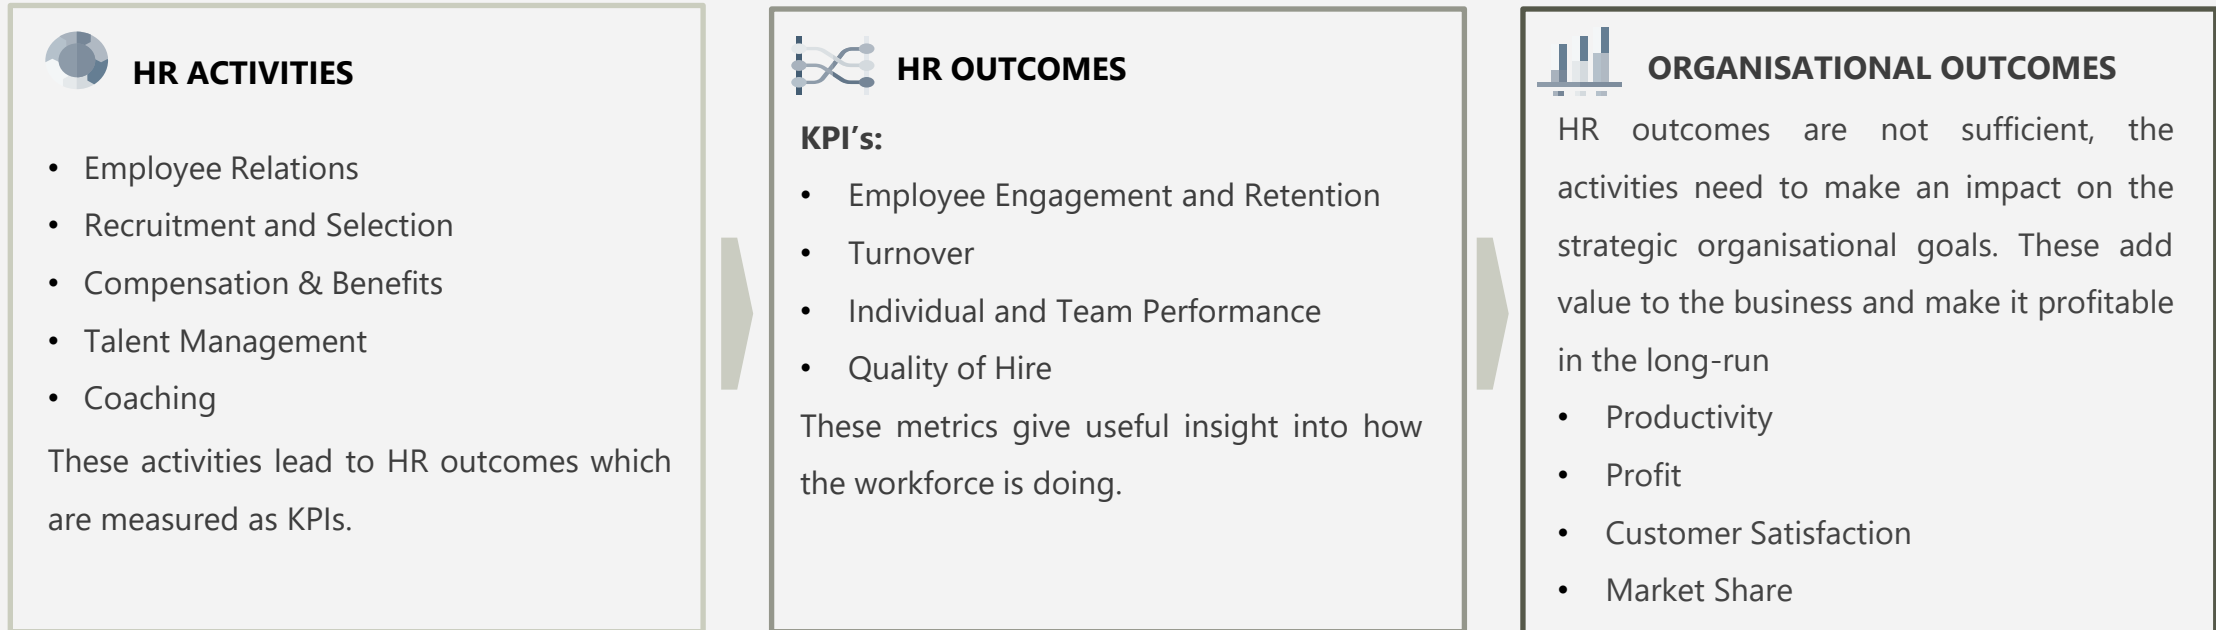 HR ACTIVITIES
• Employee Relations
• Recruitment and Selection
• Compensation & Benefits
• Talent Management
• Coaching
These activities lead to HR outcomes which
are measured as KPIs.
HR OUTCOMES
KPI’s:
• Employee Engagement and Retention
• Turnover
• Individual and Team Performance
• Quality of Hire
These metrics give useful insight into how
the workforce is doing.
ORGANISATIONAL OUTCOMES
HR outcomes are not sufficient, the
activities need to make an impact on the
strategic organisational goals. These add
value to the business and make it profitable
in the long-run
• Productivity
• Profit
• Customer Satisfaction
• Market Share